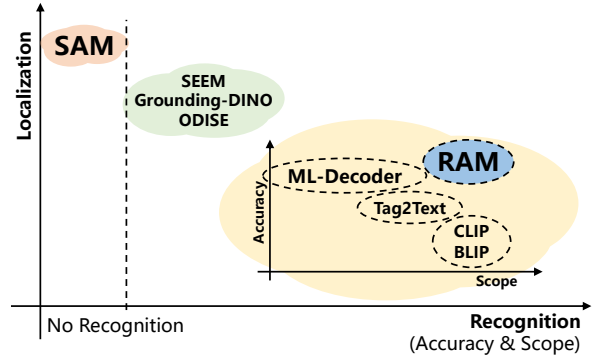 Localization
SAM
SEEM
Grounding-DINO
ODISE
Accuracy
ML-Decoder
RAM
Tag2Text
CLIP
BLIP
Scope
No Recognition
Recognition
(Accuracy & Scope)